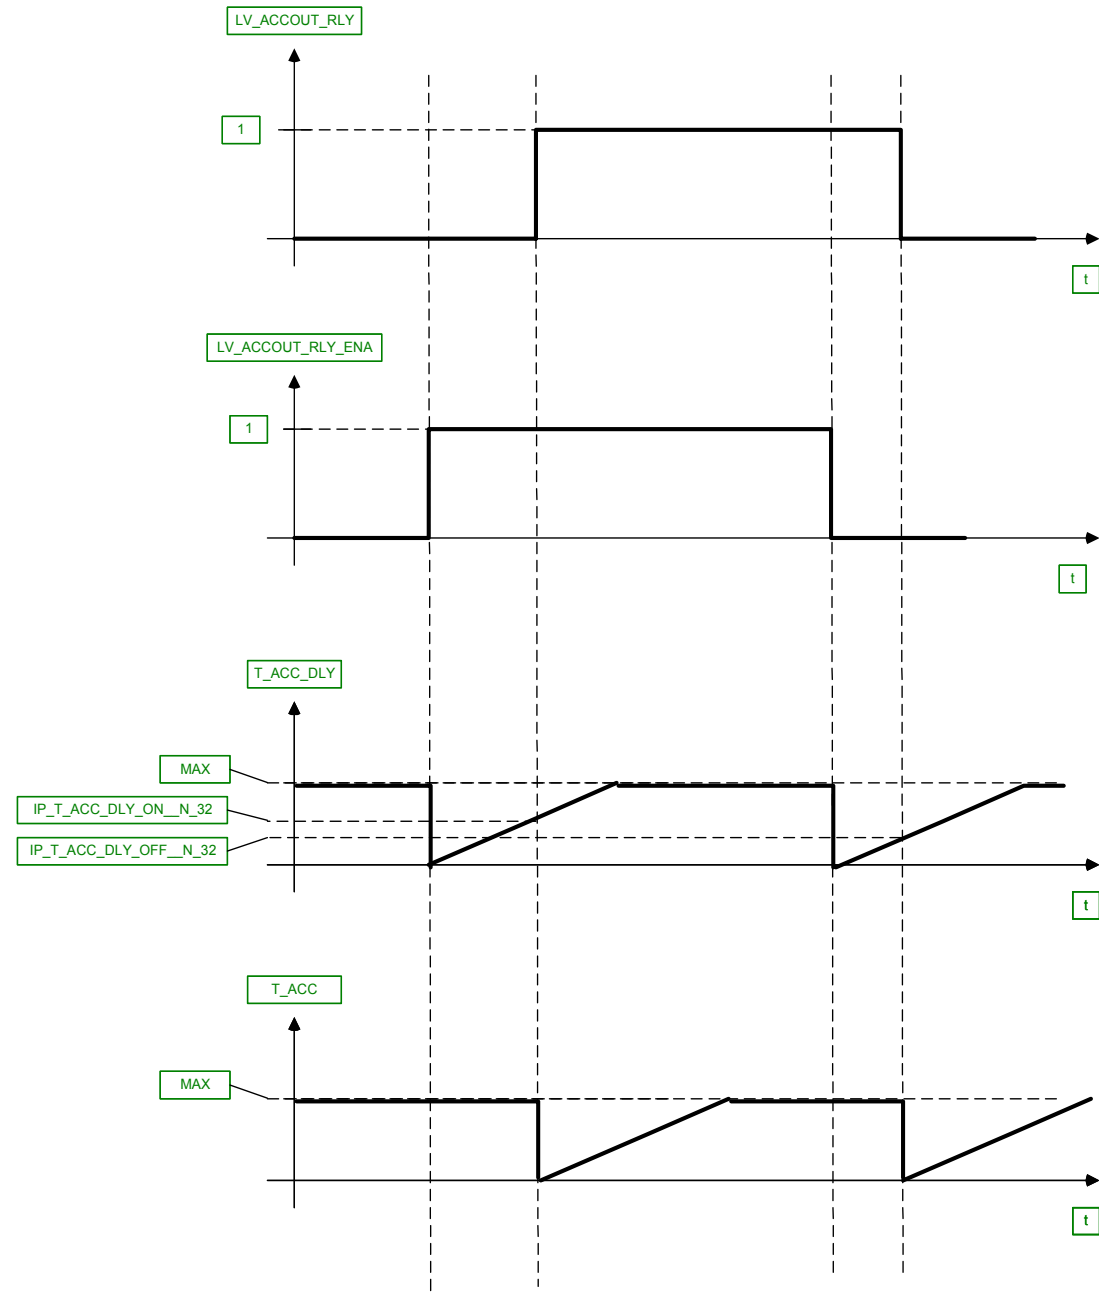 LV_ACCOUT_RLY
1
t
LV_ACCOUT_RLY_ENA
1
t
T_ACC_DLY
MAX
IP_T_ACC_DLY_ON__N_32
IP_T_ACC_DLY_OFF__N_32
t
T_ACC
MAX
t